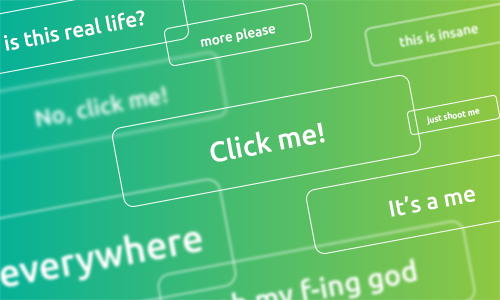 is this real life?
more please
this is insane
No, click me!
just shoot me
Click me!
It's a me
everywhere
my f-ing god